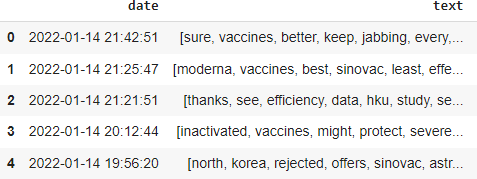 date text
0 2022-01-14 21:42:51 [sure, vaccines, better, keep, jabbing, every,...
1 2022-01-14 21:25:47 [moderna, vaccines, best, sinovac, least, effe...
2 2022-01-14 21:21:51 [thanks, see, efficiency, data, hku, study, se...
3 2022-01-14 20:12:44 [inactivated, vaccines, might, protect, severe...
4 2022-01-14 19:56:20 [north, korea, rejected, offers, sinovac, astr...